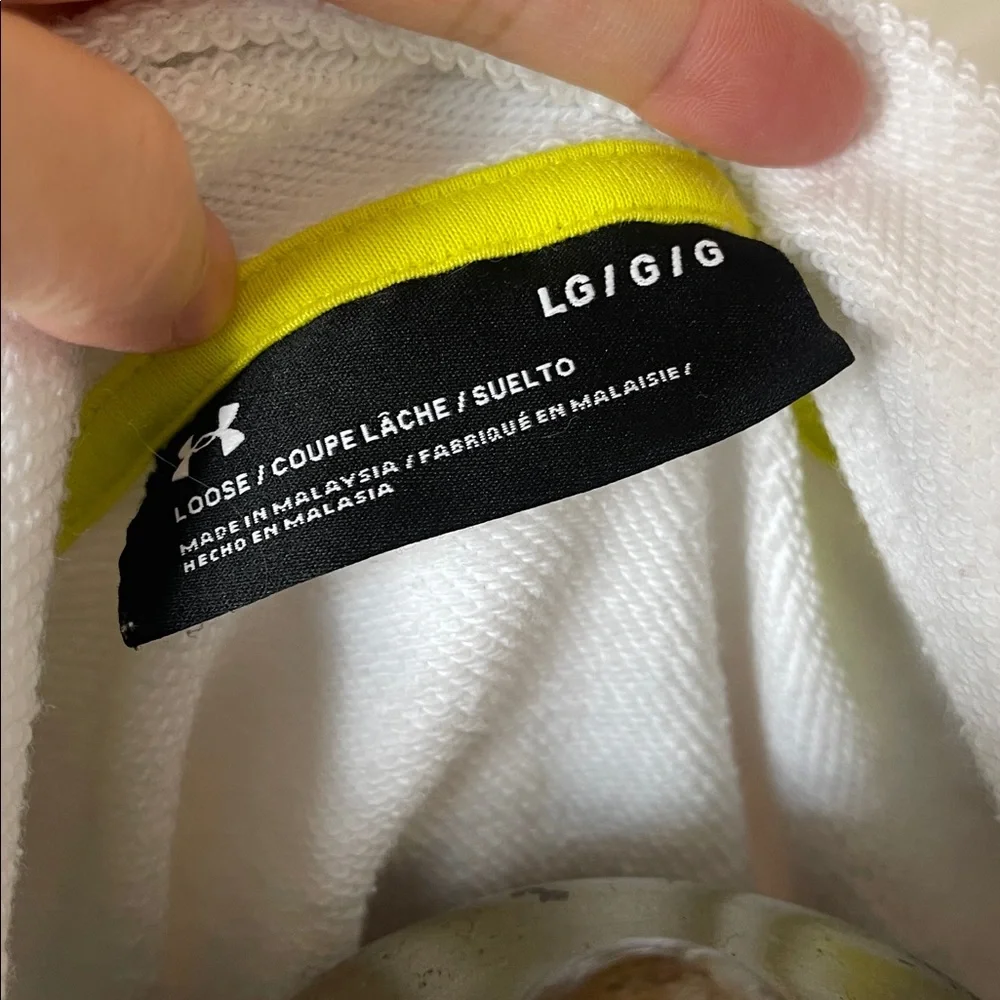 LG / G / G
LOOSE / COUPE LÂCHE / SUELTO
MADE IN MALAYSIA / FABRIQUÉ EN MALAISIE /
HECHO EN MALASIA